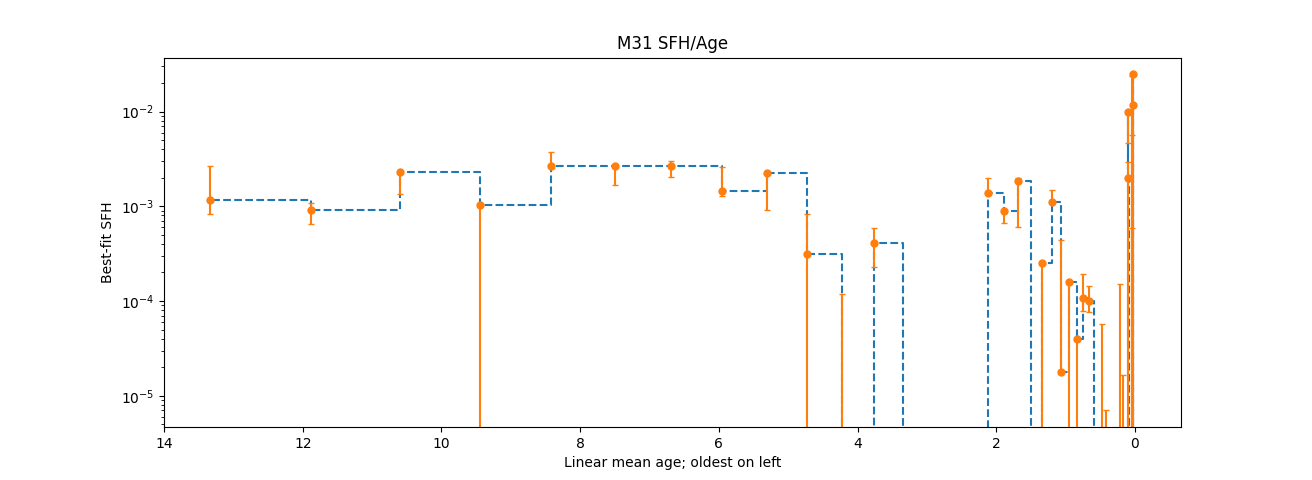 M31 SFH/Age
Best-fit SFH
10⁻²
10⁻³
10⁻⁴
10⁻⁵
14 12 10 8 6 4 2 0
Linear mean age; oldest on left